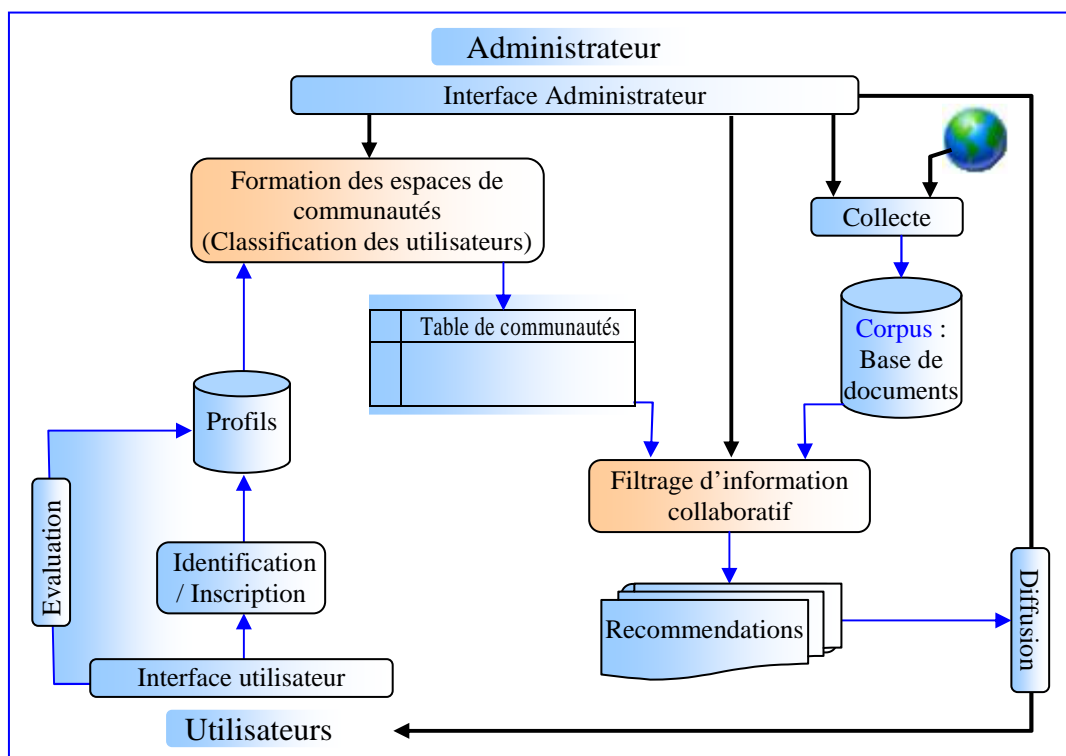 Administrateur
Interface Administrateur
Formation des espaces de
communautés
(Classification des utilisateurs)
Collecte
Table de communautés
Corpus :
Base de
documents
Profils
Filtrage d’information
collaboratif
Evaluation
Identification
/ Inscription
Recommendations
Diffusion
Interface utilisateur
Utilisateurs